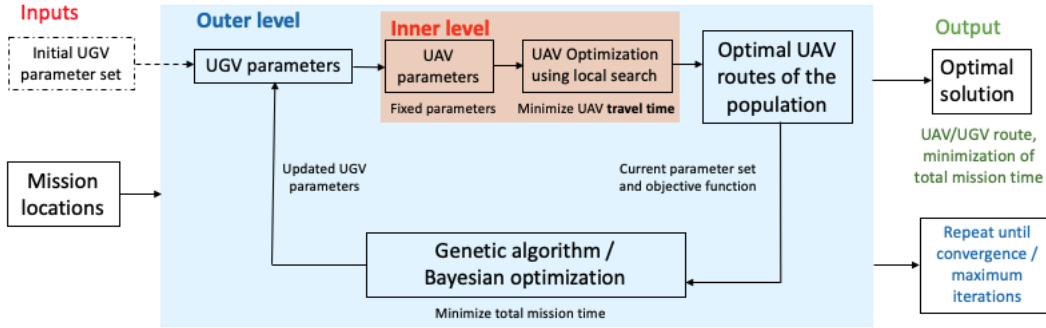 Inputs
Initial UGV
parameter set
Mission
locations
Outer level
UGV parameters
Inner level
UAV
parameters
Fixed parameters
UAV Optimization
using local search
Minimize UAV travel time
Optimal UAV
routes of the
population
Updated UGV
parameters
Current parameter set
and objective function
Genetic algorithm /
Bayesian optimization
Minimize total mission time
Output
Optimal
solution
UAV/UGV route,
minimization of
total mission time
Repeat until
convergence /
maximum
iterations